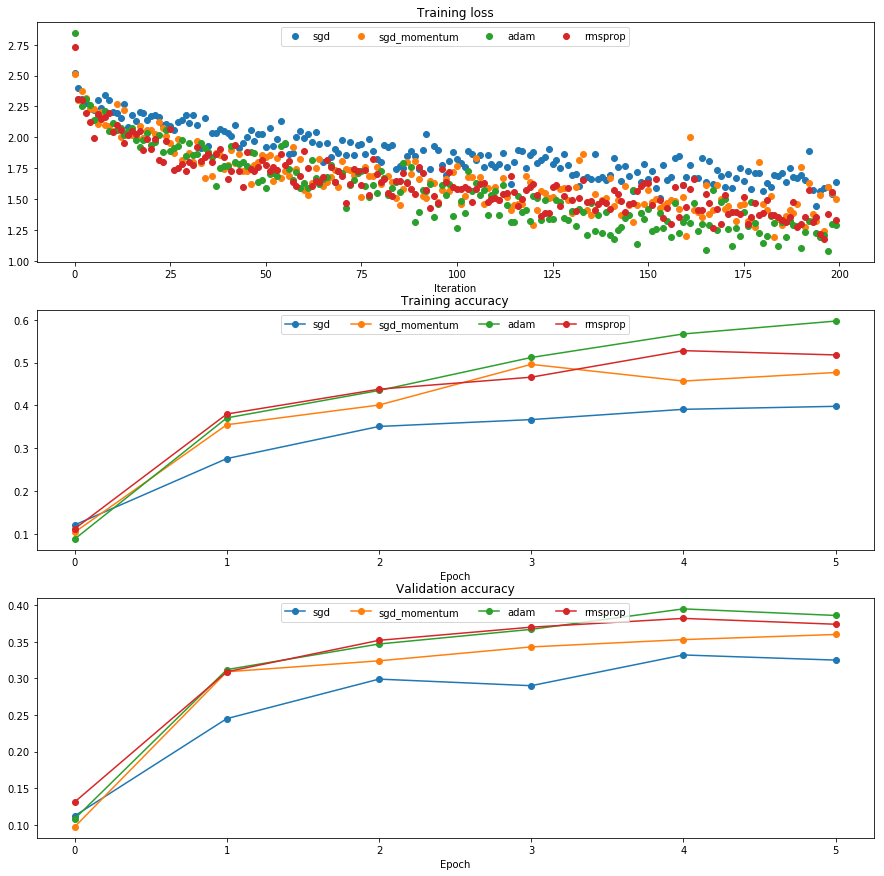 Training loss
sgd sgd_momentum adam rmsprop
2.75
2.50
2.25
2.00
1.75
1.50
1.25
1.00
0 25 50 75 100 125 150 175 200
Iteration
Training accuracy
sgd sgd_momentum adam rmsprop
0.6
0.5
0.4
0.3
0.2
0.1
0 1 2 3 4 5
Epoch
Validation accuracy
sgd sgd_momentum adam rmsprop
0.40
0.35
0.30
0.25
0.20
0.15
0.10
0 1 2 3 4 5
Epoch